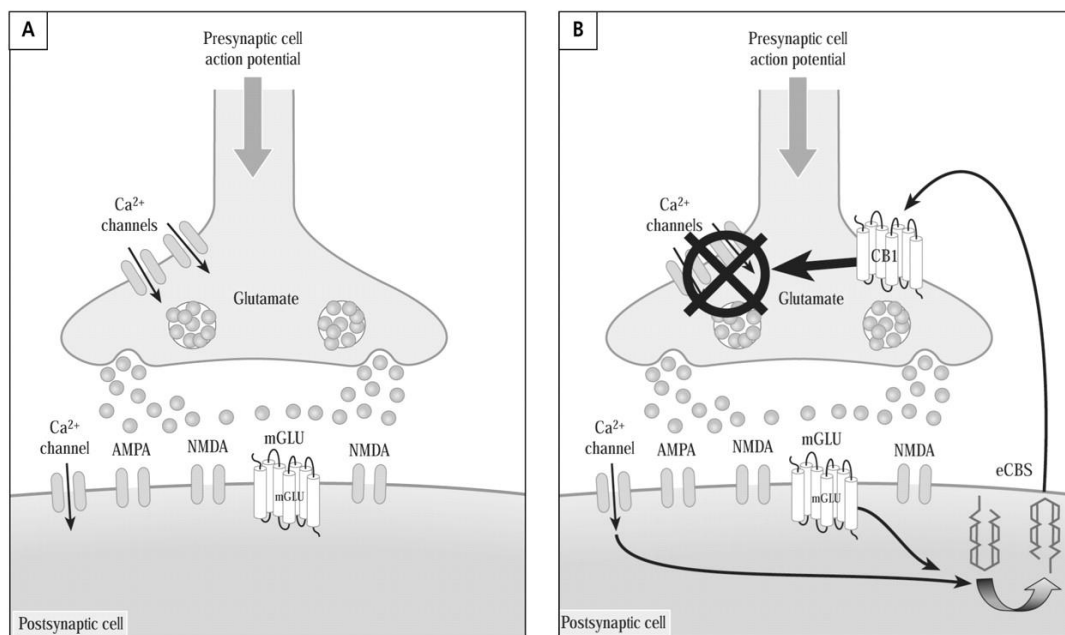 A
Presynaptic cell
action potential
Ca²⁺
channels
Glutamate
Ca²⁺
channel
AMPA
NMDA
mGLU
NMDA
mGLU
Postsynaptic cell
B
Presynaptic cell
action potential
Ca²⁺
channels
CB1
Glutamate
Ca²⁺
channel
AMPA
NMDA
mGLU
NMDA
eCBS
mGLU
Postsynaptic cell